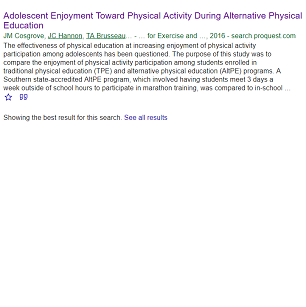 Adolescent Enjoyment Toward Physical Activity During Alternative Physical
Education
JM Cosgrove, JC Hannon, TA Brusseau… - … for Exercise and …, 2016 - search.proquest.com
The effectiveness of physical education at increasing enjoyment of physical activity
participation among adolescents has been questioned. The purpose of this study was to
compare the enjoyment of physical activity participation among students enrolled in
traditional physical education (TPE) and alternative physical education (AltPE) programs. A
Southern state-accredited AltPE program, which involved having students meet 3 days a
week outside of school hours to participate in marathon training, was compared to in-school …
Showing the best result for this search. See all results